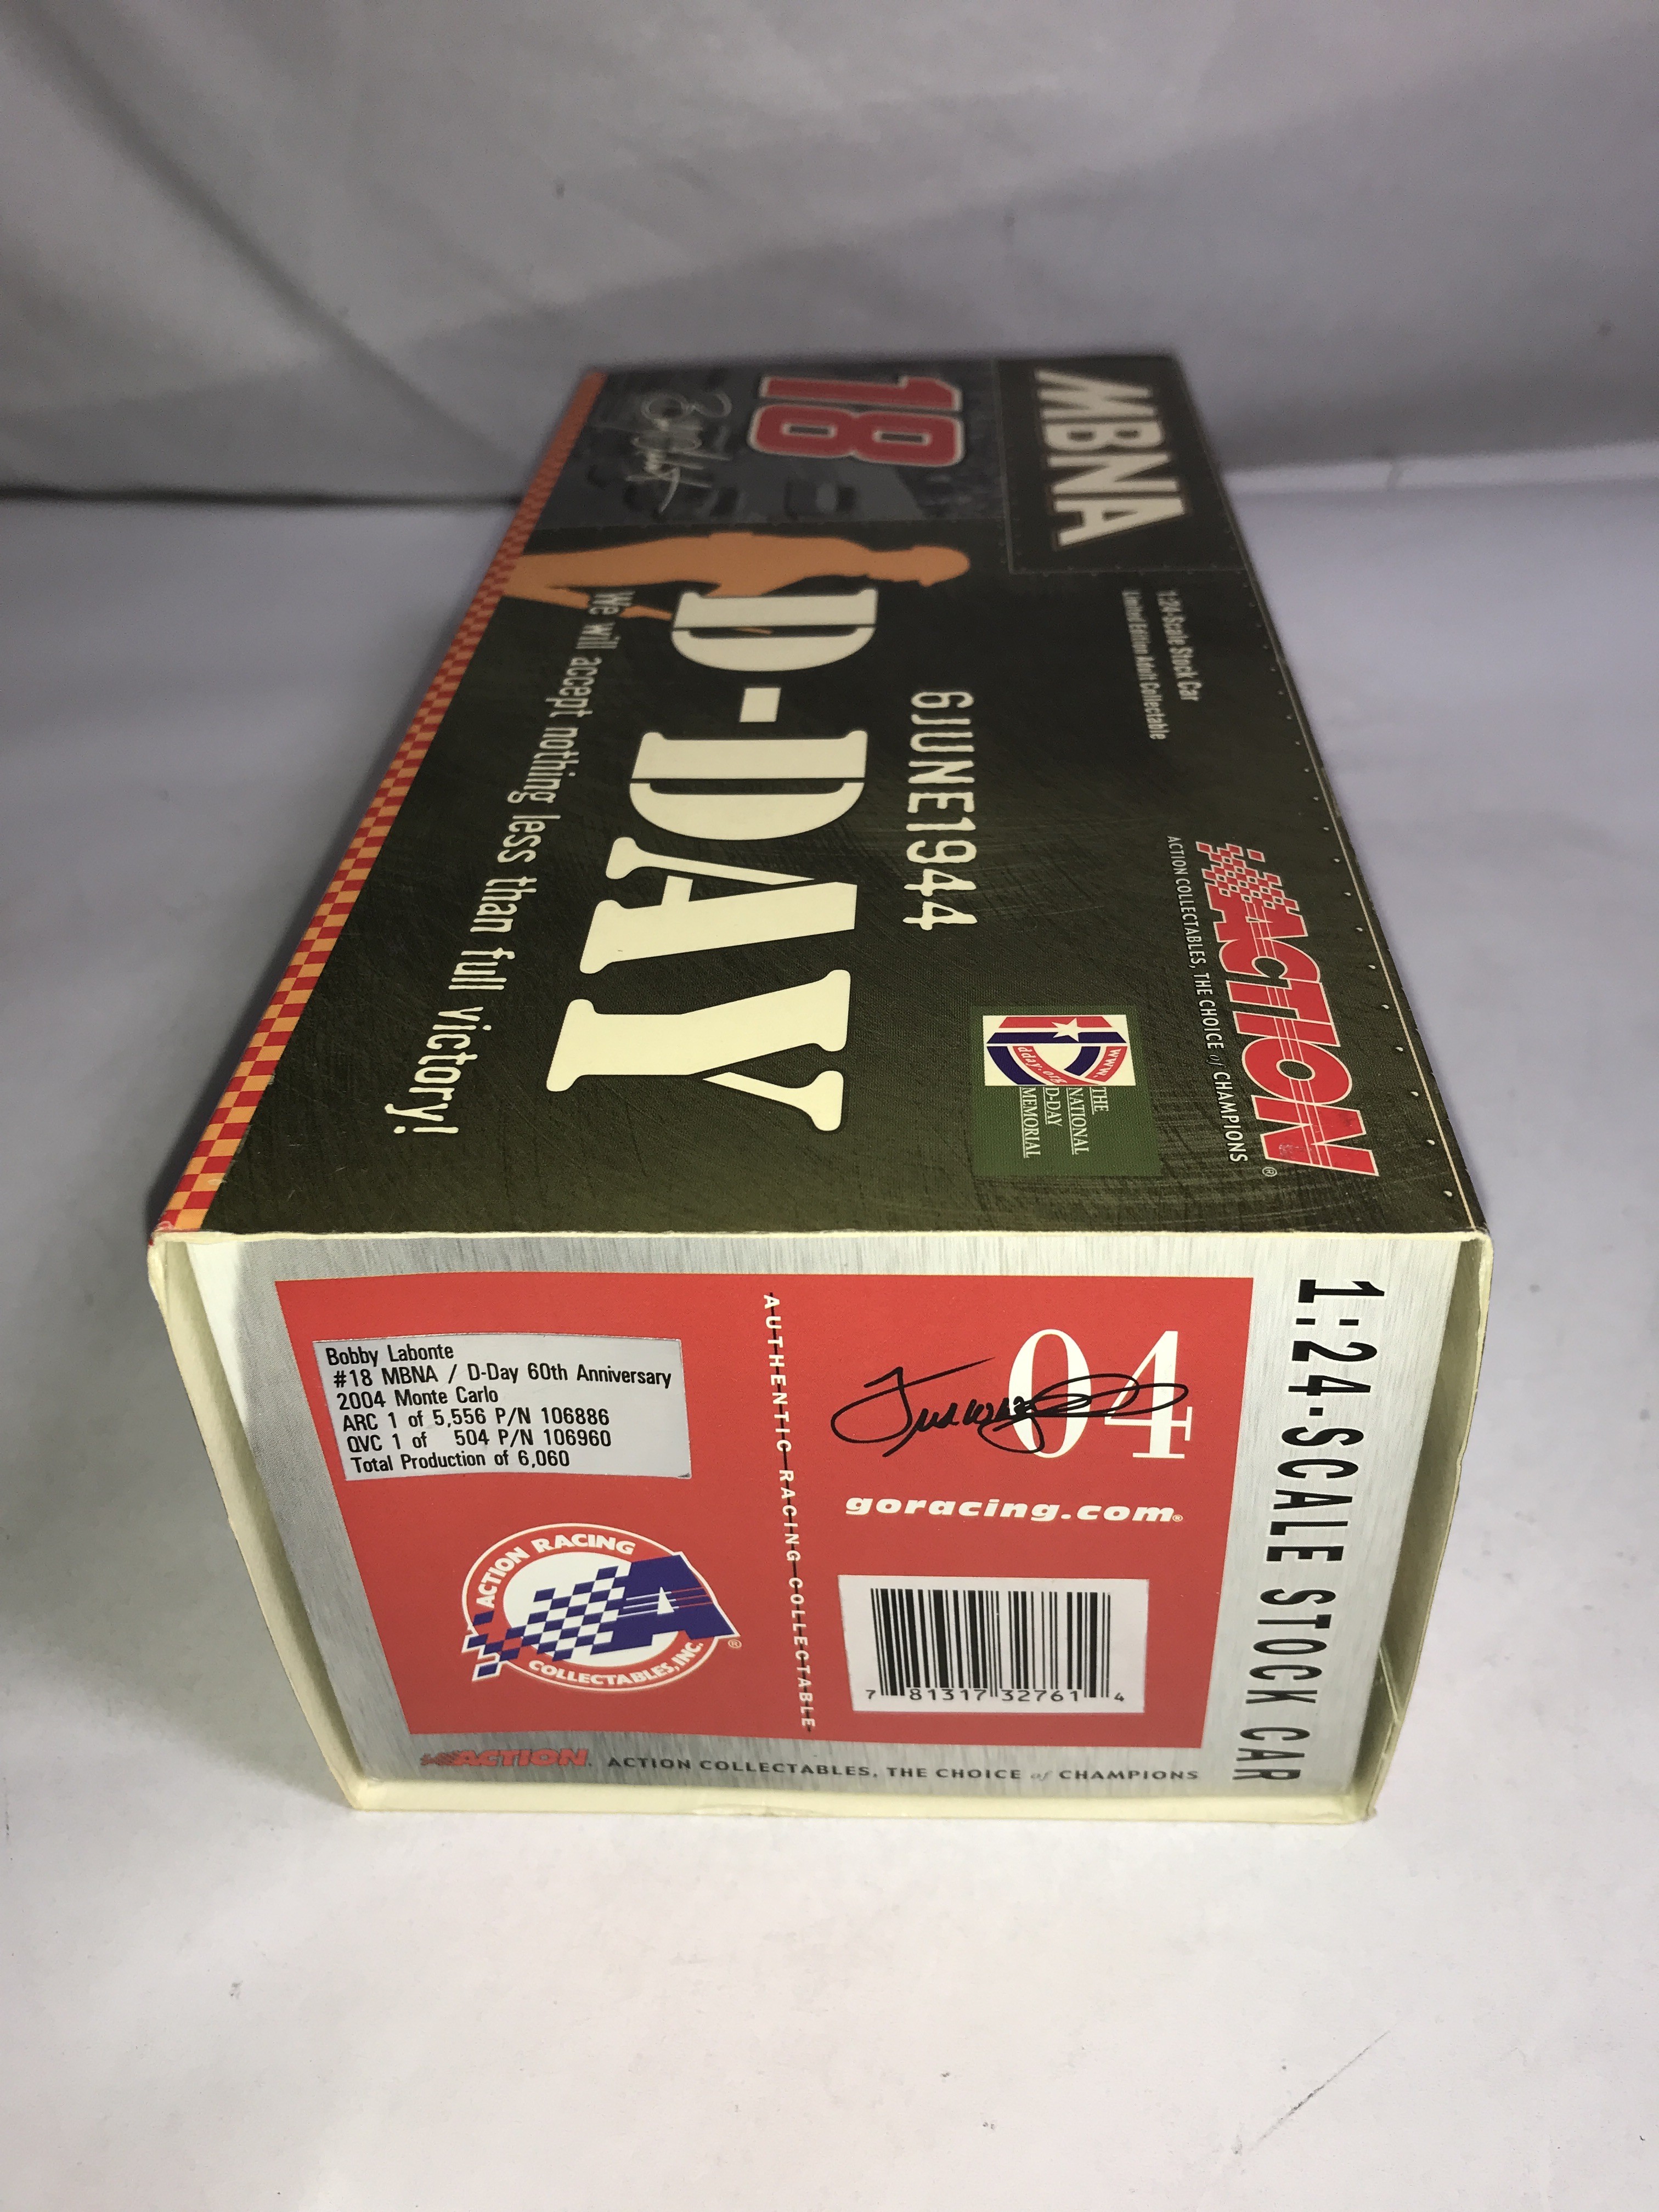 MBNA
1:24-Scale Stock Car
Limited Edition Adult Collectable
ACTION®
ACTION COLLECTABLES, THE CHOICE of CHAMPIONS
18
6JUNE1944
D-DAY
We will accept nothing less than full victory!
www.
dday.org
THE
NATIONAL
D-DAY
MEMORIAL
1:24-SCALE STOCK CAR
04
goracing.com®
7 81317 32761 4
AUTHENTIC RACING COLLECTABLE
Bobby Labonte
#18 MBNA / D-Day 60th Anniversary
2004 Monte Carlo
ARC 1 of 5,556 P/N 106886
QVC 1 of 504 P/N 106960
Total Production of 6,060
ACTION RACING
A
COLLECTABLES, INC.®
ACTION. ACTION COLLECTABLES, THE CHOICE of CHAMPIONS